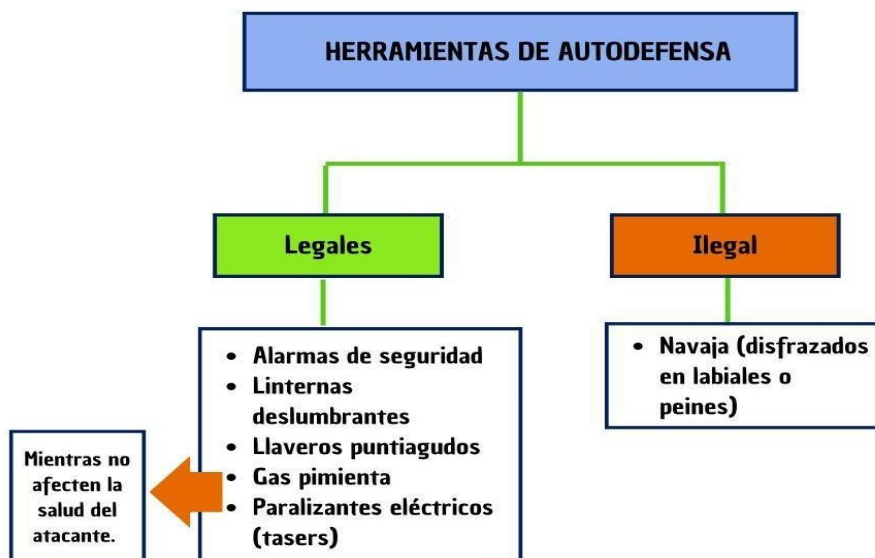 HERRAMIENTAS DE AUTODEFENSA
Legales
• Alarmas de seguridad
• Linternas
deslumbrantes
• Llaveros puntiagudos
• Gas pimienta
• Paralizantes eléctricos
(tasers)
Mientras no
afecten la
salud del
atacante.
Ilegal
• Navaja (disfrazados
en labiales o
peines)